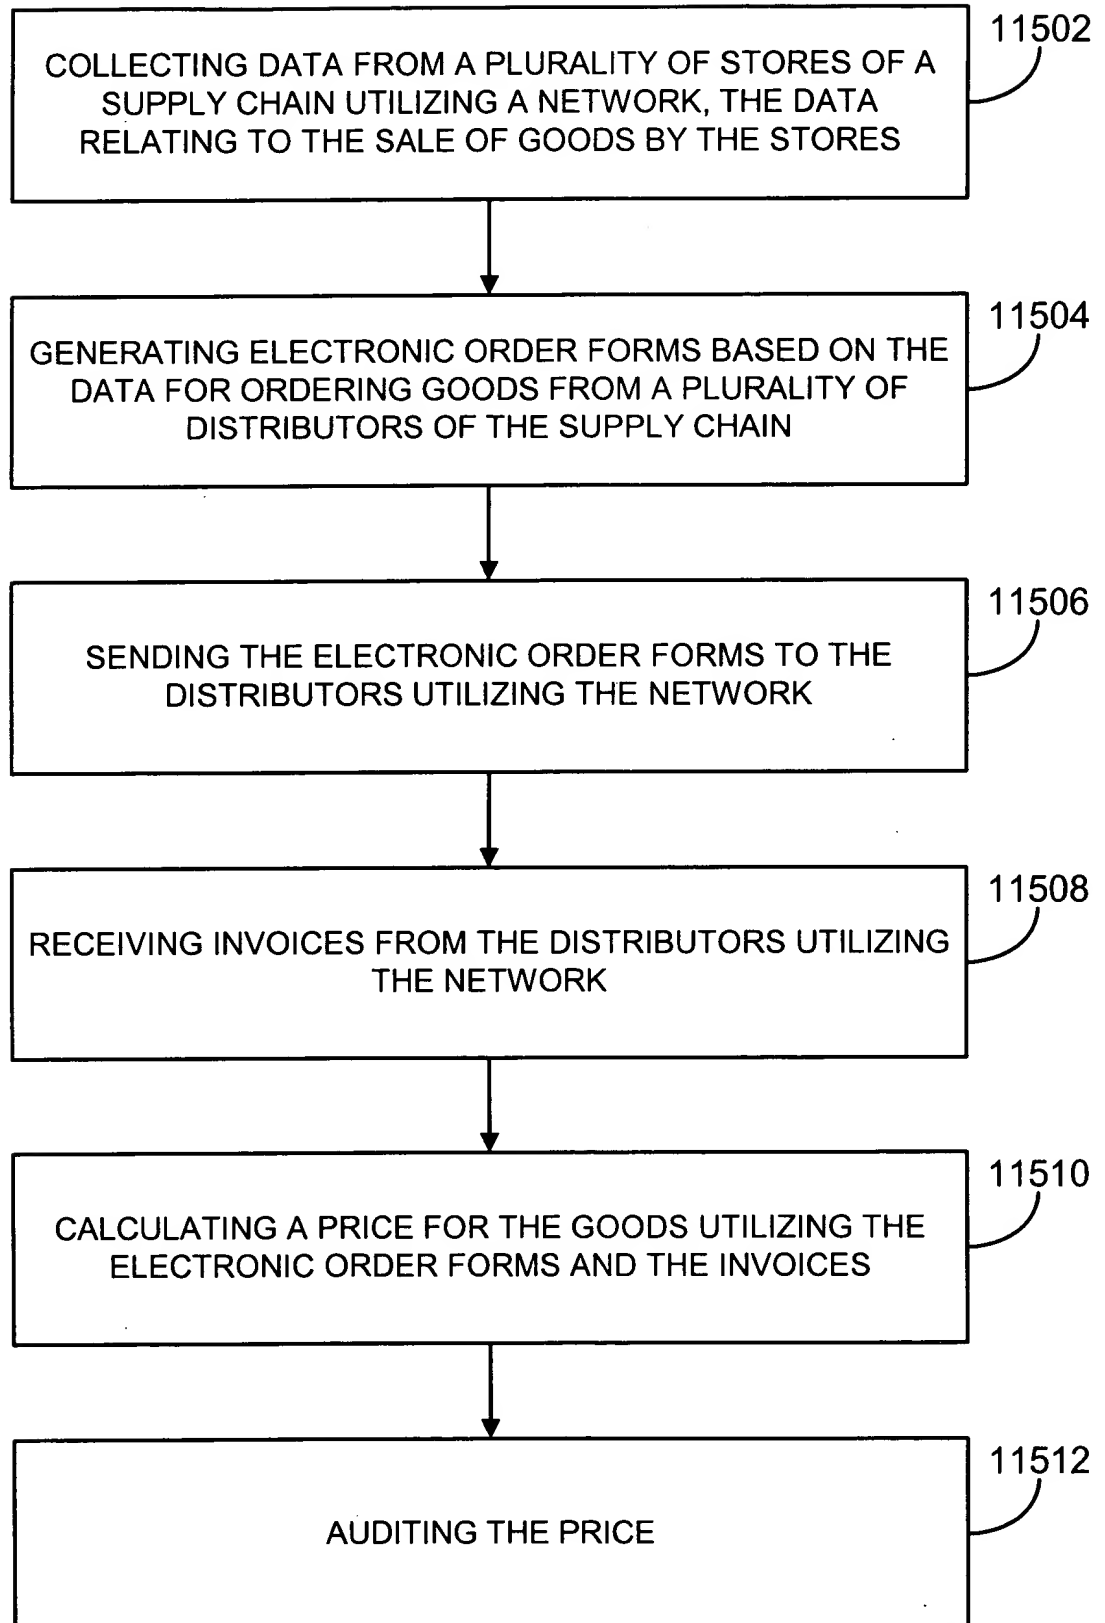 11502
COLLECTING DATA FROM A PLURALITY OF STORES OF A
SUPPLY CHAIN UTILIZING A NETWORK, THE DATA
RELATING TO THE SALE OF GOODS BY THE STORES
11504
GENERATING ELECTRONIC ORDER FORMS BASED ON THE
DATA FOR ORDERING GOODS FROM A PLURALITY OF
DISTRIBUTORS OF THE SUPPLY CHAIN
11506
SENDING THE ELECTRONIC ORDER FORMS TO THE
DISTRIBUTORS UTILIZING THE NETWORK
11508
RECEIVING INVOICES FROM THE DISTRIBUTORS UTILIZING
THE NETWORK
11510
CALCULATING A PRICE FOR THE GOODS UTILIZING THE
ELECTRONIC ORDER FORMS AND THE INVOICES
11512
AUDITING THE PRICE